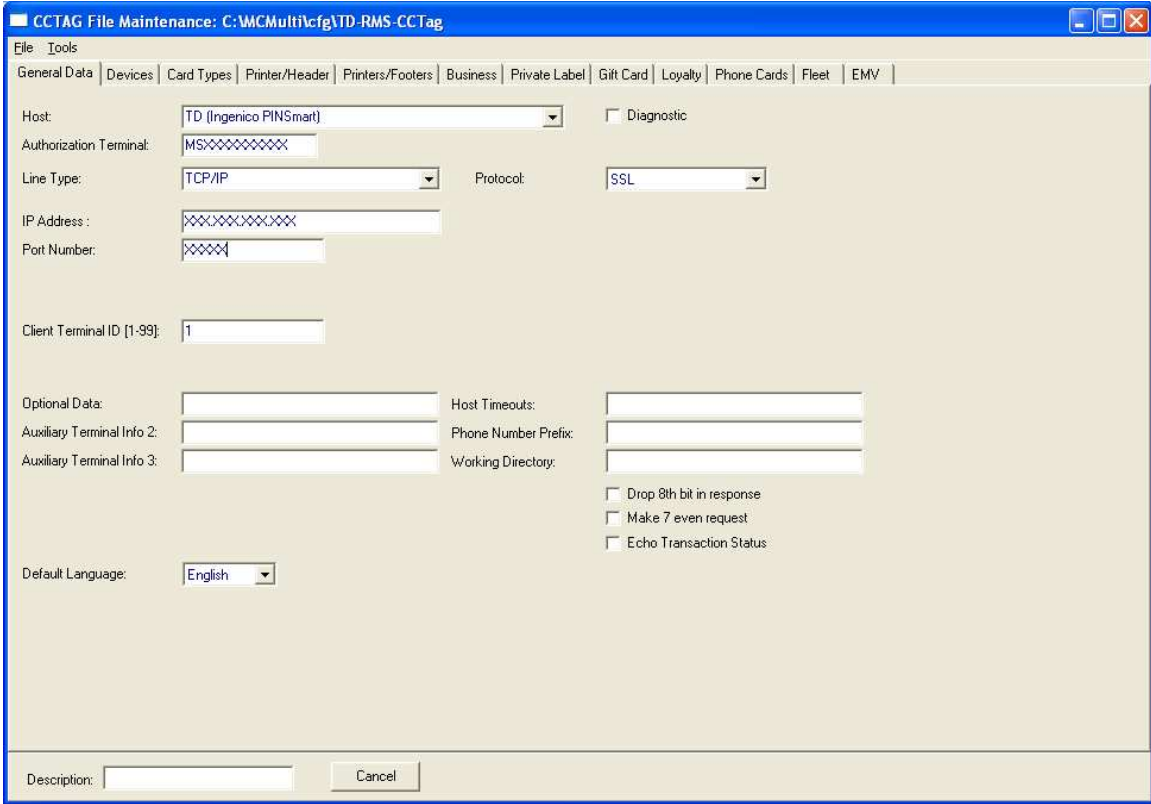 CCTAG File Maintenance: C:\MCMulti\cfg\TD-RMS-CCTag
File Tools
General Data Devices Card Types Printer/Header Printers/Footers Business Private Label Gift Card Loyalty Phone Cards Fleet EMV
Host: TD (Ingenico PINSmart) Diagnostic
Authorization Terminal: MSXXXXXXXXXX
Line Type: TCP/IP Protocol: SSL
IP Address : XXX.XXX.XXX.XXX
Port Number: XXXXX
Client Terminal ID [1-99]: 1
Optional Data: Host Timeouts:
Auxiliary Terminal Info 2: Phone Number Prefix:
Auxiliary Terminal Info 3: Working Directory:
Drop 8th bit in response
Make 7 even request
Echo Transaction Status
Default Language: English
Description: Cancel